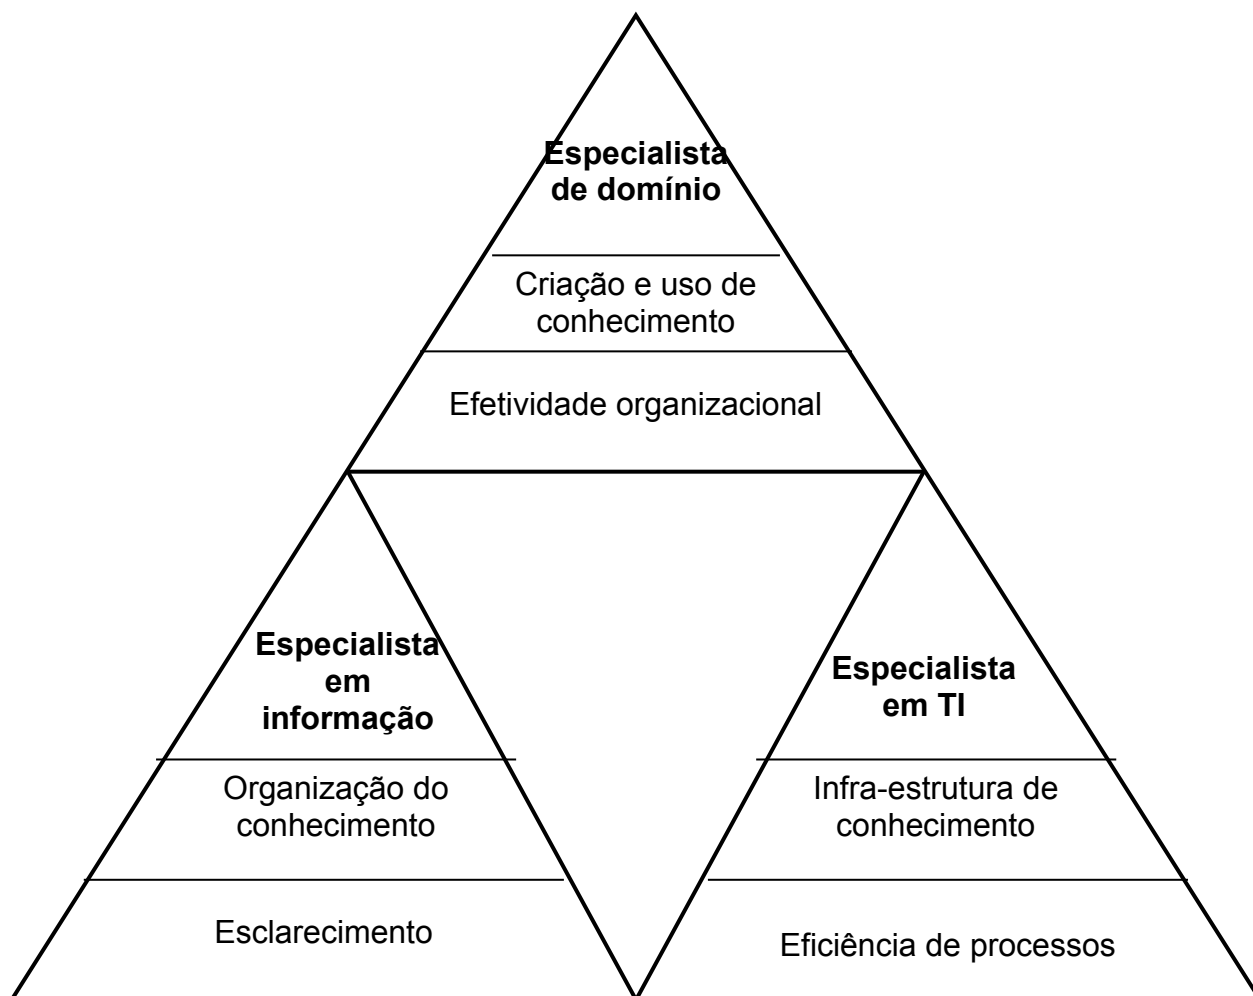 Especialista
de domínio
Criação e uso de
conhecimento
Efetividade organizacional
Especialista
em
informação
Organização do
conhecimento
Esclarecimento
Especialista
em TI
Infra-estrutura de
conhecimento
Eficiência de processos